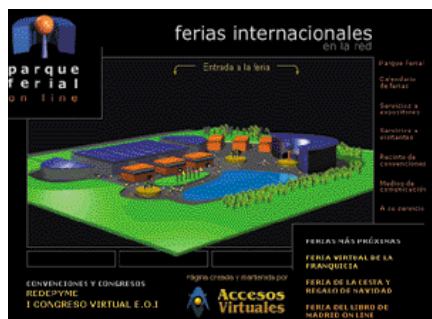 ferias internacionales
en la red
parque
ferial
on line
Entrada a la feria
Parque Ferial
Calendario
de ferias
Servicios a
expositores
Servicios a
visitantes
Recinto de
convenciones
Medios de
comunicación
A su servicio
FERIAS MÁS PRÓXIMAS
FERIA VIRTUAL DE LA
FRANQUICIA
FERIA DE LA CESTA Y
REGALO DE NAVIDAD
FERIA DEL LIBRO DE
MADRID ON LINE
CONVENCIONES Y CONGRESOS
REDEPYME
I CONGRESO VIRTUAL E.O.I
Página creada y mantenida por
Accesos
Virtuales